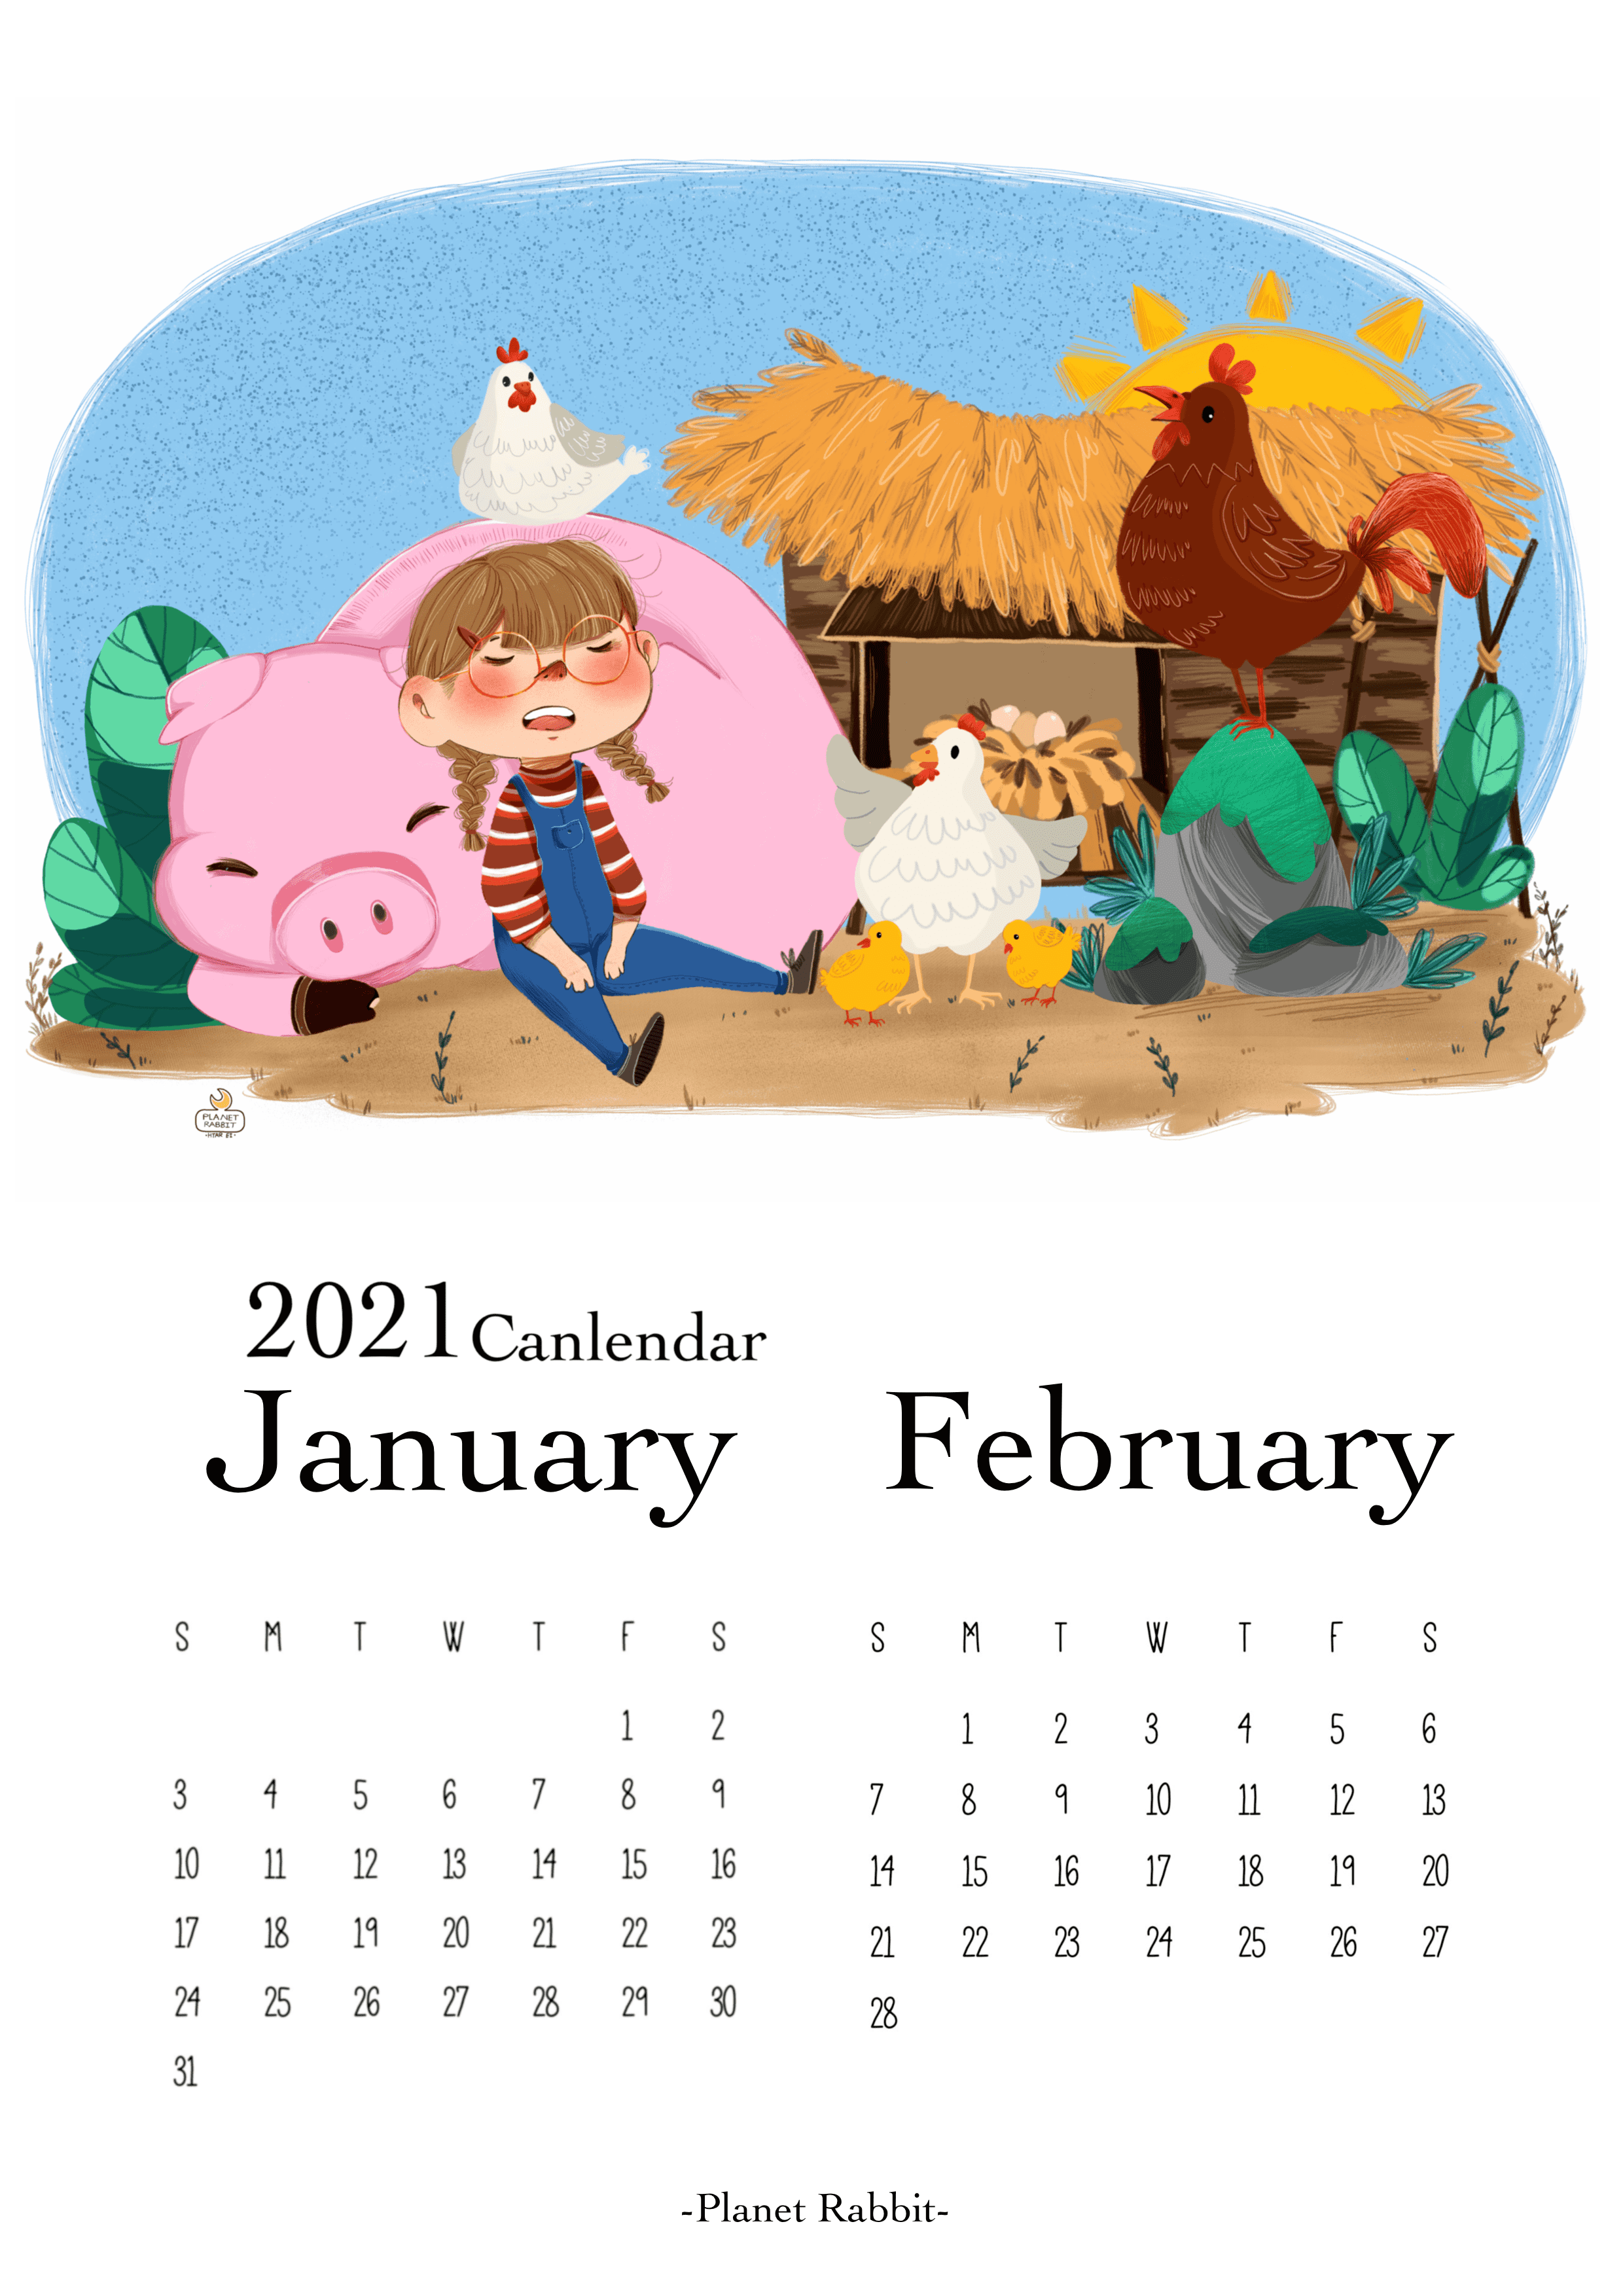 PLANET
RABBIT
2021 Canlendar
January
February
S M T W T F S
1 2
3 4 5 6 7 8 9
10 11 12 13 14 15 16
17 18 19 20 21 22 23
24 25 26 27 28 29 30
31
S M T W T F S
1 2 3 4 5 6
7 8 9 10 11 12 13
14 15 16 17 18 19 20
21 22 23 24 25 26 27
28
-Planet Rabbit-